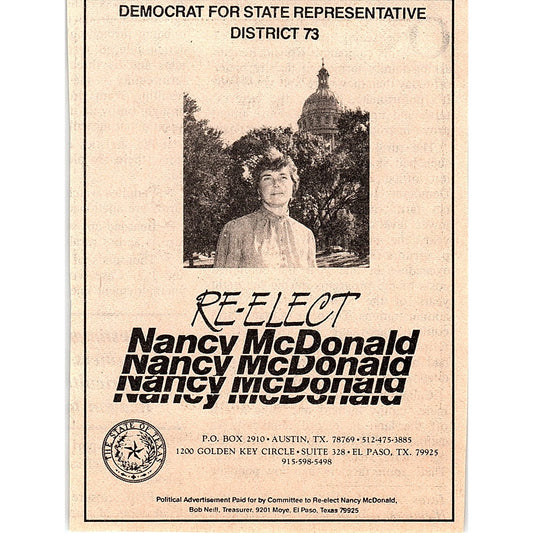 DEMOCRAT FOR STATE REPRESENTATIVE
DISTRICT 73
RE-ELECT
Nancy McDonald
Nancy McDonald
Nancy McDonald
THE STATE OF TEXAS
P.O. BOX 2910 • AUSTIN, TX. 78769 • 512-475-3885
1200 GOLDEN KEY CIRCLE • SUITE 328 • EL PASO, TX. 79925
915-598-5498
Political Advertisement Paid for by Committee to Re-elect Nancy McDonald,
Bob Neill, Treasurer, 9201 Moye, El Paso, Texas 79925